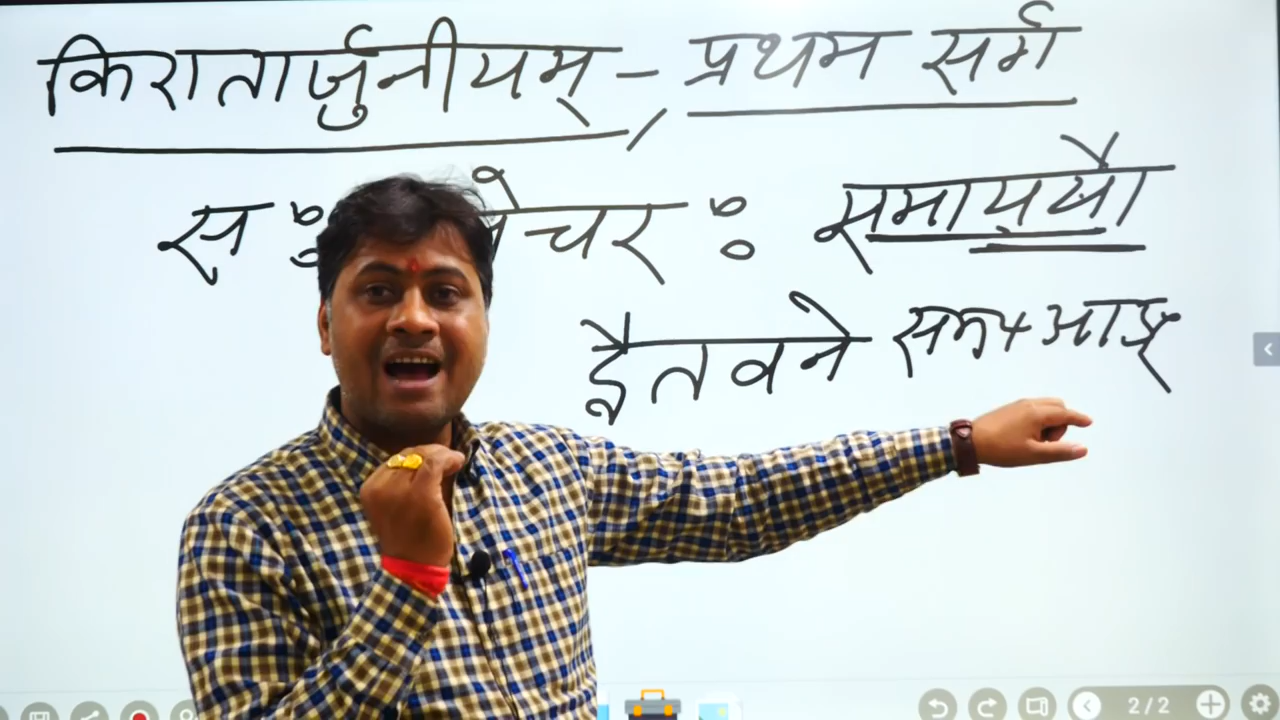 किरातार्जुनीयम् - प्रथम सर्ग
सः नेचरः समाययौ
द्वैतवने सम् + आङ्
2/2